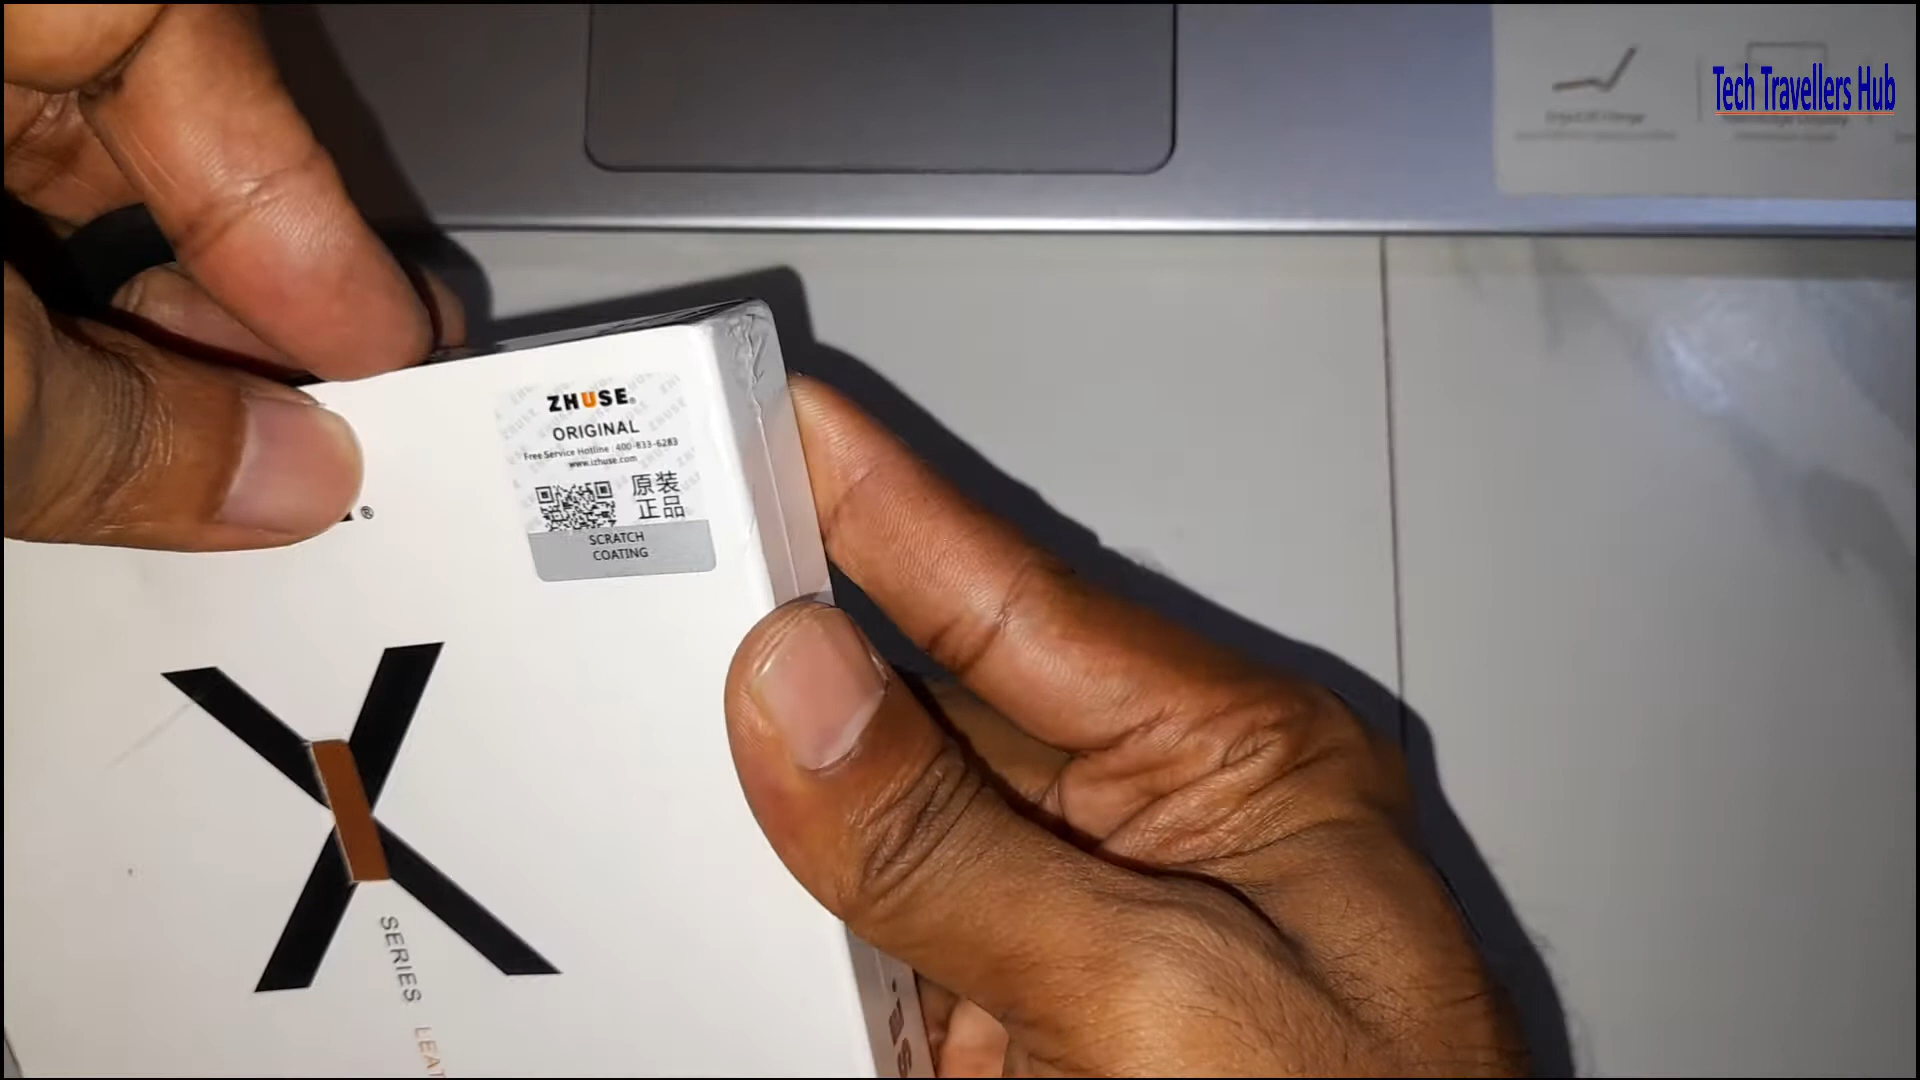 Tech Travellers Hub
ZHUSE®
ORIGINAL
Free Service Hotline : 400-833-6283
www.izhuse.com
原装
正品
SCRATCH
COATING
®
X
SERIES LEAT